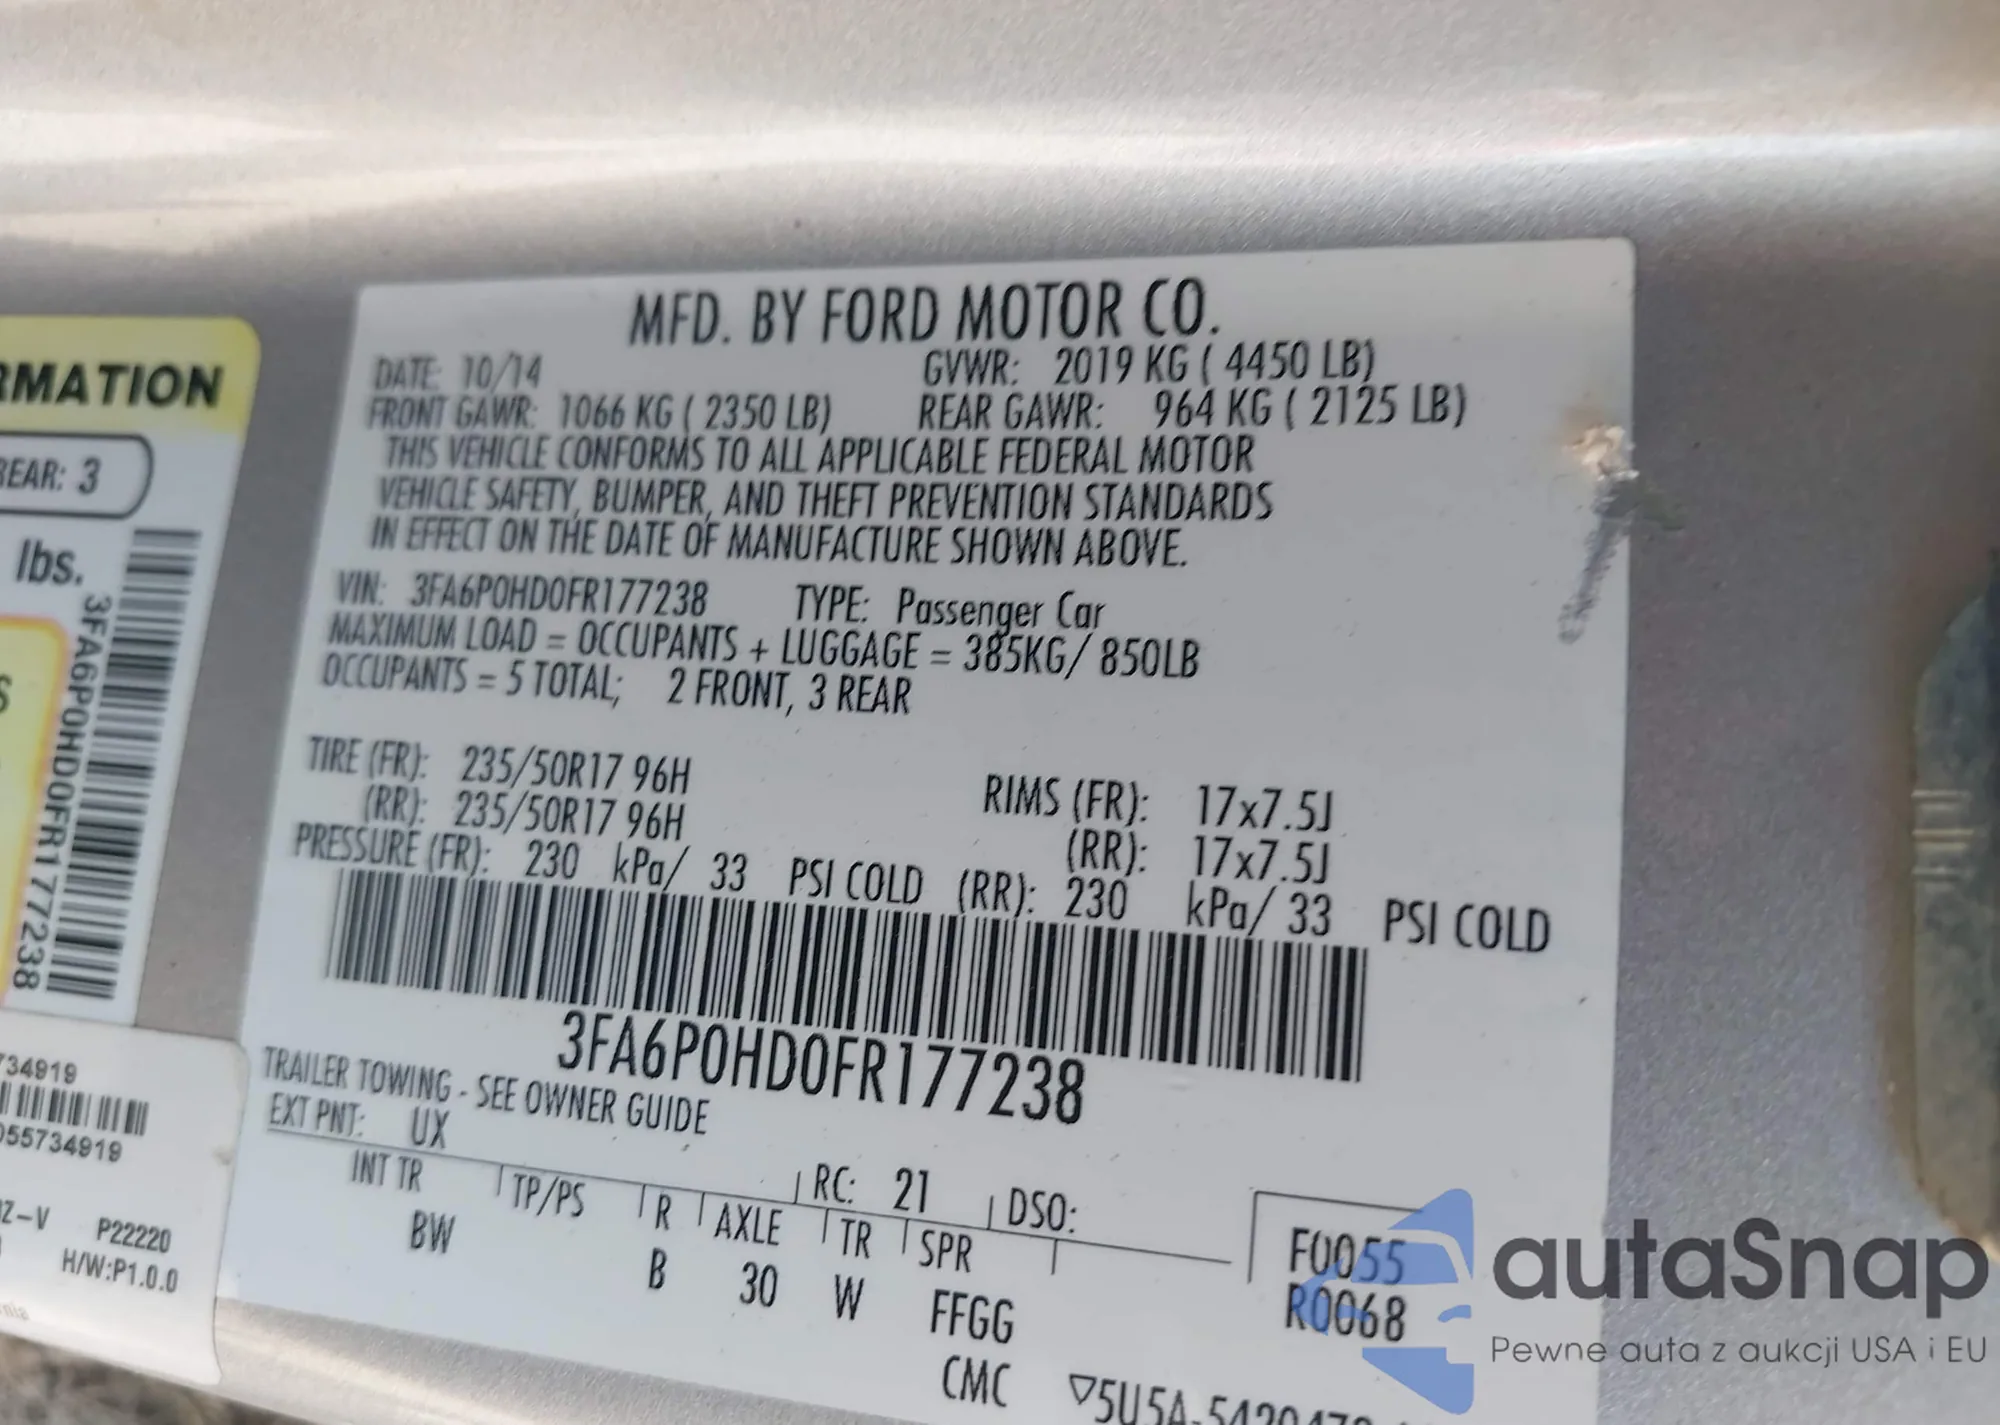 MFD. BY FORD MOTOR CO.
DATE: 10/14 GVWR: 2019 KG ( 4450 LB)
FRONT GAWR: 1066 KG ( 2350 LB) REAR GAWR: 964 KG ( 2125 LB)
THIS VEHICLE CONFORMS TO ALL APPLICABLE FEDERAL MOTOR
VEHICLE SAFETY, BUMPER, AND THEFT PREVENTION STANDARDS
IN EFFECT ON THE DATE OF MANUFACTURE SHOWN ABOVE.
VIN: 3FA6P0HD0FR177238 TYPE: Passenger Car
MAXIMUM LOAD = OCCUPANTS + LUGGAGE = 385KG/ 850LB
OCCUPANTS = 5 TOTAL; 2 FRONT, 3 REAR
TIRE (FR): 235/50R17 96H RIMS (FR): 17x7.5J
(RR): 235/50R17 96H (RR): 17x7.5J
PRESSURE (FR): 230 kPa/ 33 PSI COLD (RR): 230 kPa/ 33 PSI COLD
3FA6P0HD0FR177238
TRAILER TOWING - SEE OWNER GUIDE
EXT PNT: UX RC: 21 DSO:
INT TR TP/PS R AXLE TR SPR
BW B 30 W FFGG
CMC
F0055
R0068
RMATION
REAR: 3
lbs.
3FA6P0HD0FR177238
S
734919
055734919
Z-V P22220
H/W:P1.0.0
autaSnap
Pewne auta z aukcji USA i EU